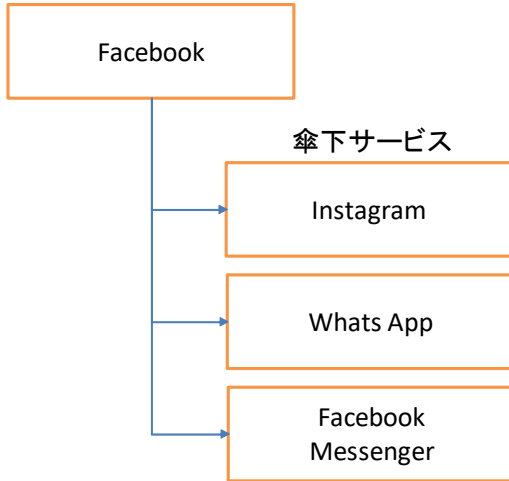 Facebook
傘下サービス
Instagram
Whats App
Facebook
Messenger